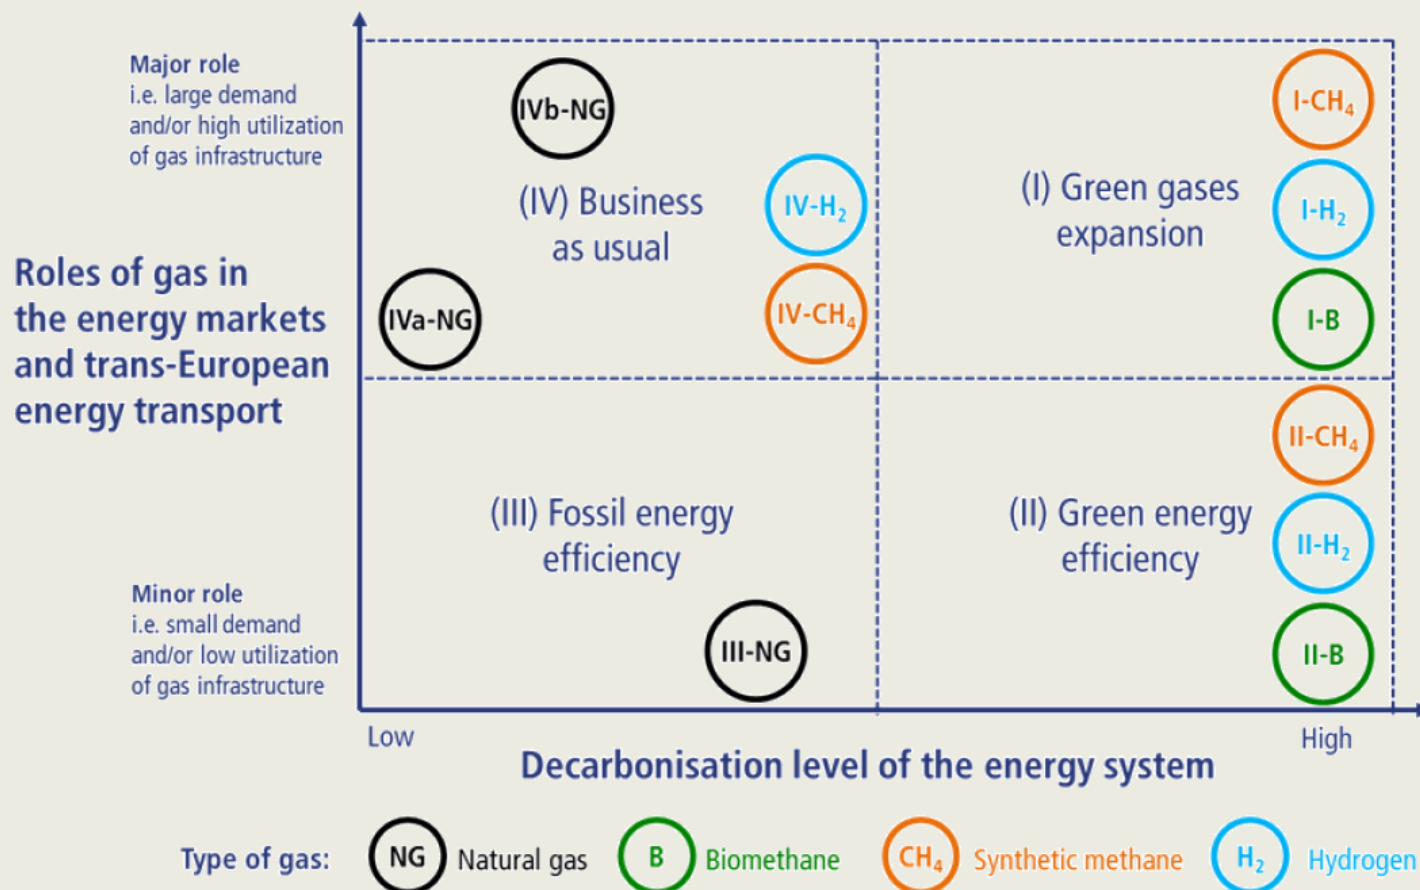 Major role
i.e. large demand
and/or high utilization
of gas infrastructure
IVb-NG
I-CH₄
(IV) Business
as usual
IV-H₂
(I) Green gases
expansion
I-H₂
Roles of gas in
the energy markets
and trans-European
energy transport
IVa-NG
IV-CH₄
I-B
II-CH₄
(III) Fossil energy
efficiency
(II) Green energy
efficiency
II-H₂
Minor role
i.e. small demand
and/or low utilization
of gas infrastructure
III-NG
II-B
Low
High
Decarbonisation level of the energy system
Type of gas:
NG Natural gas
B Biomethane
CH₄ Synthetic methane
H₂ Hydrogen